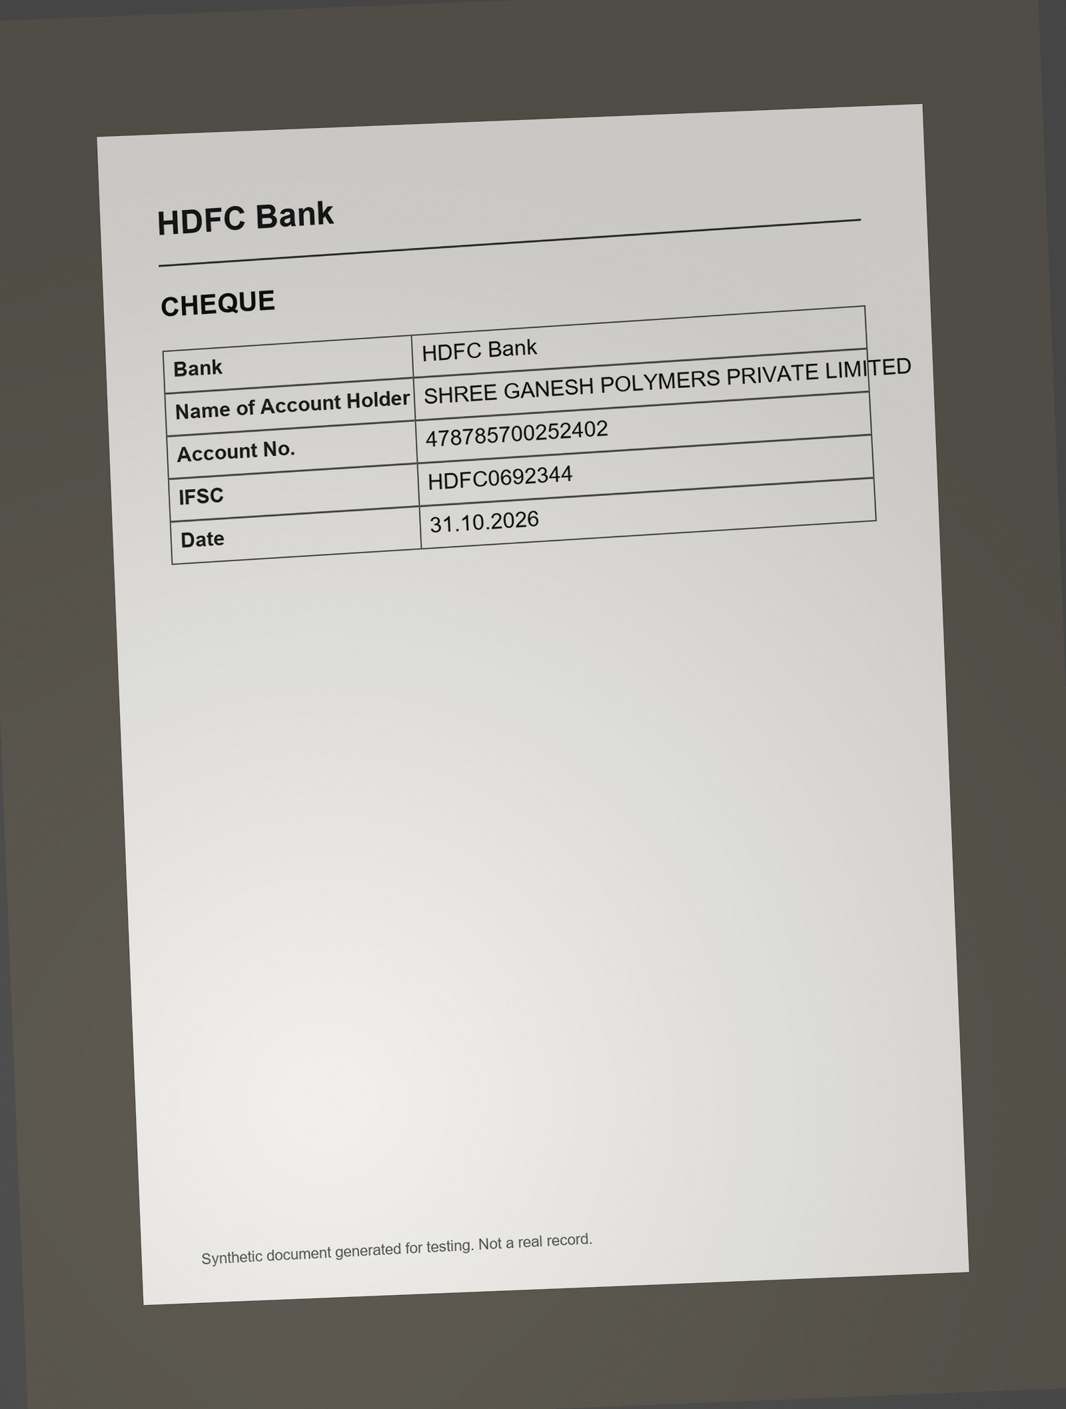 HDFC Bank
CHEQUE
Bank HDFC Bank
Name of Account Holder SHREE GANESH POLYMERS PRIVATE LIMITED
Account No. 478785700252402
IFSC HDFC0692344
Date 31.10.2026
Synthetic document generated for testing. Not a real record.